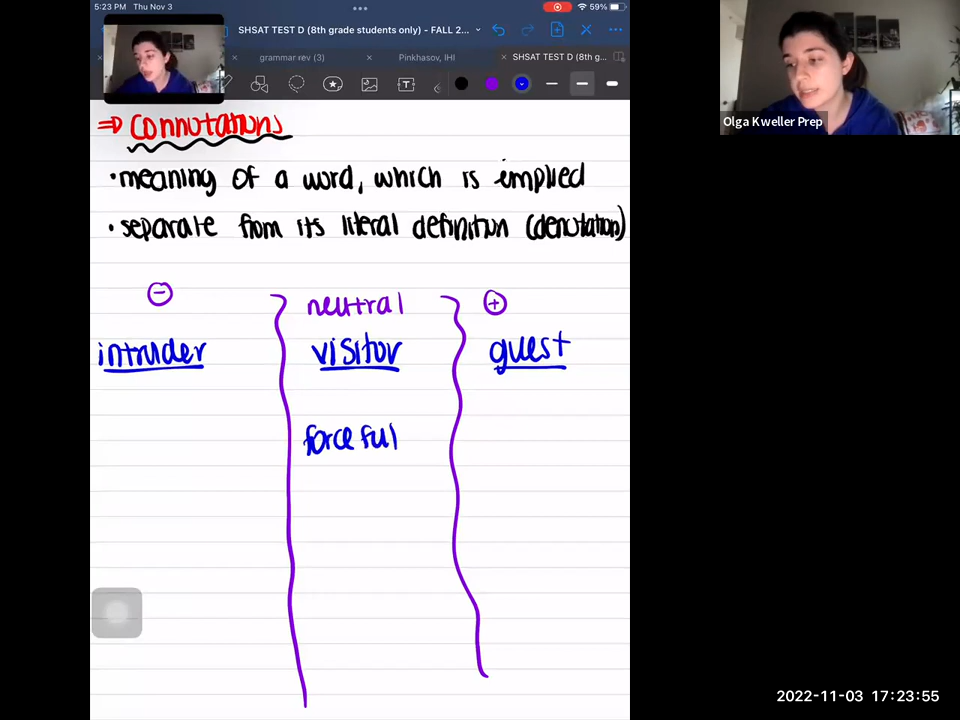 5:23 PM Thu Nov 3
59%
SHSAT TEST D (8th grade students only) - FALL 2...
grammar rev (3)
Pinkhasov, IHI
SHSAT TEST D (8th g...
Olga Kweller Prep
⇒ Connotations
• meaning of a word, which is implied
• separate from its literal definition (denotation)
- neutral +
intruder visitor guest
forceful
2022-11-03 17:23:55